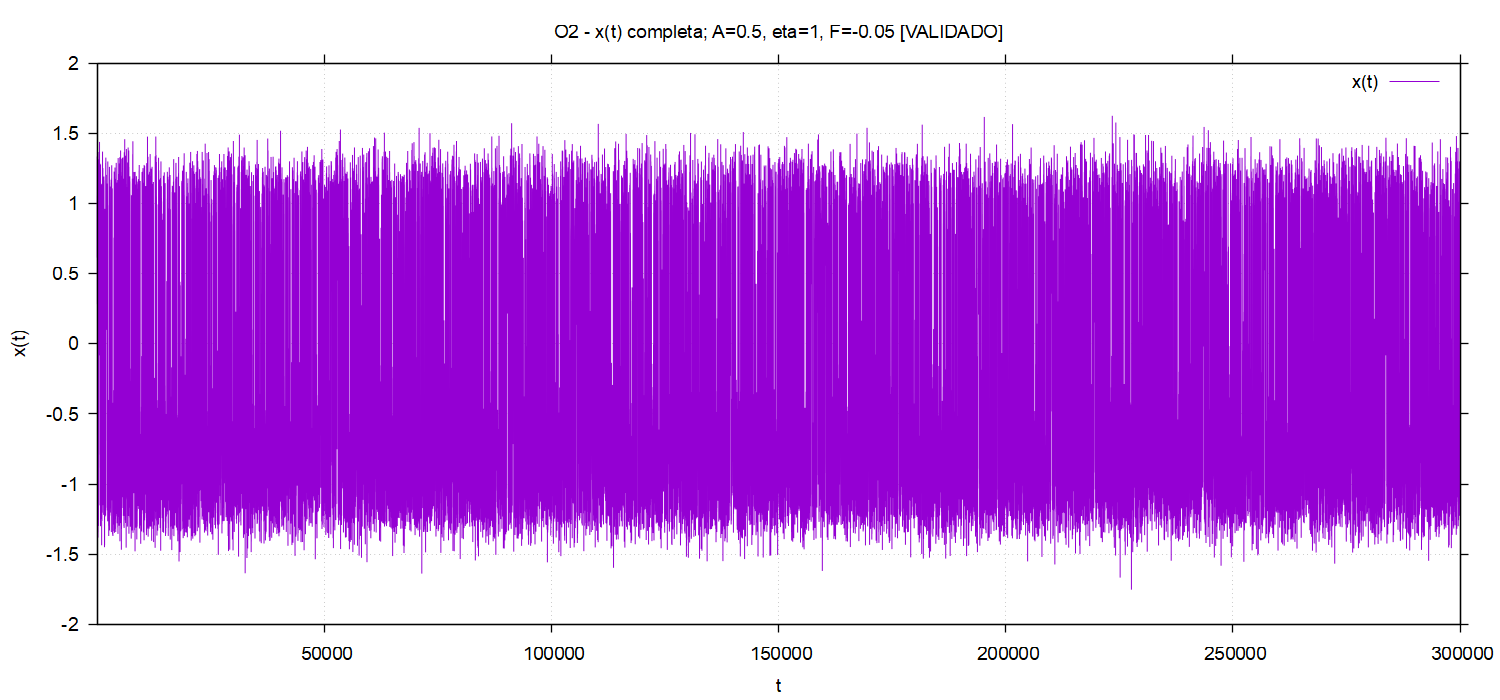 O2 - x(t) completa; A=0.5, eta=1, F=-0.05 [VALIDADO]
x(t)
2
1.5
1
0.5
0
-0.5
-1
-1.5
-2
x(t)
50000 100000 150000 200000 250000 300000
t